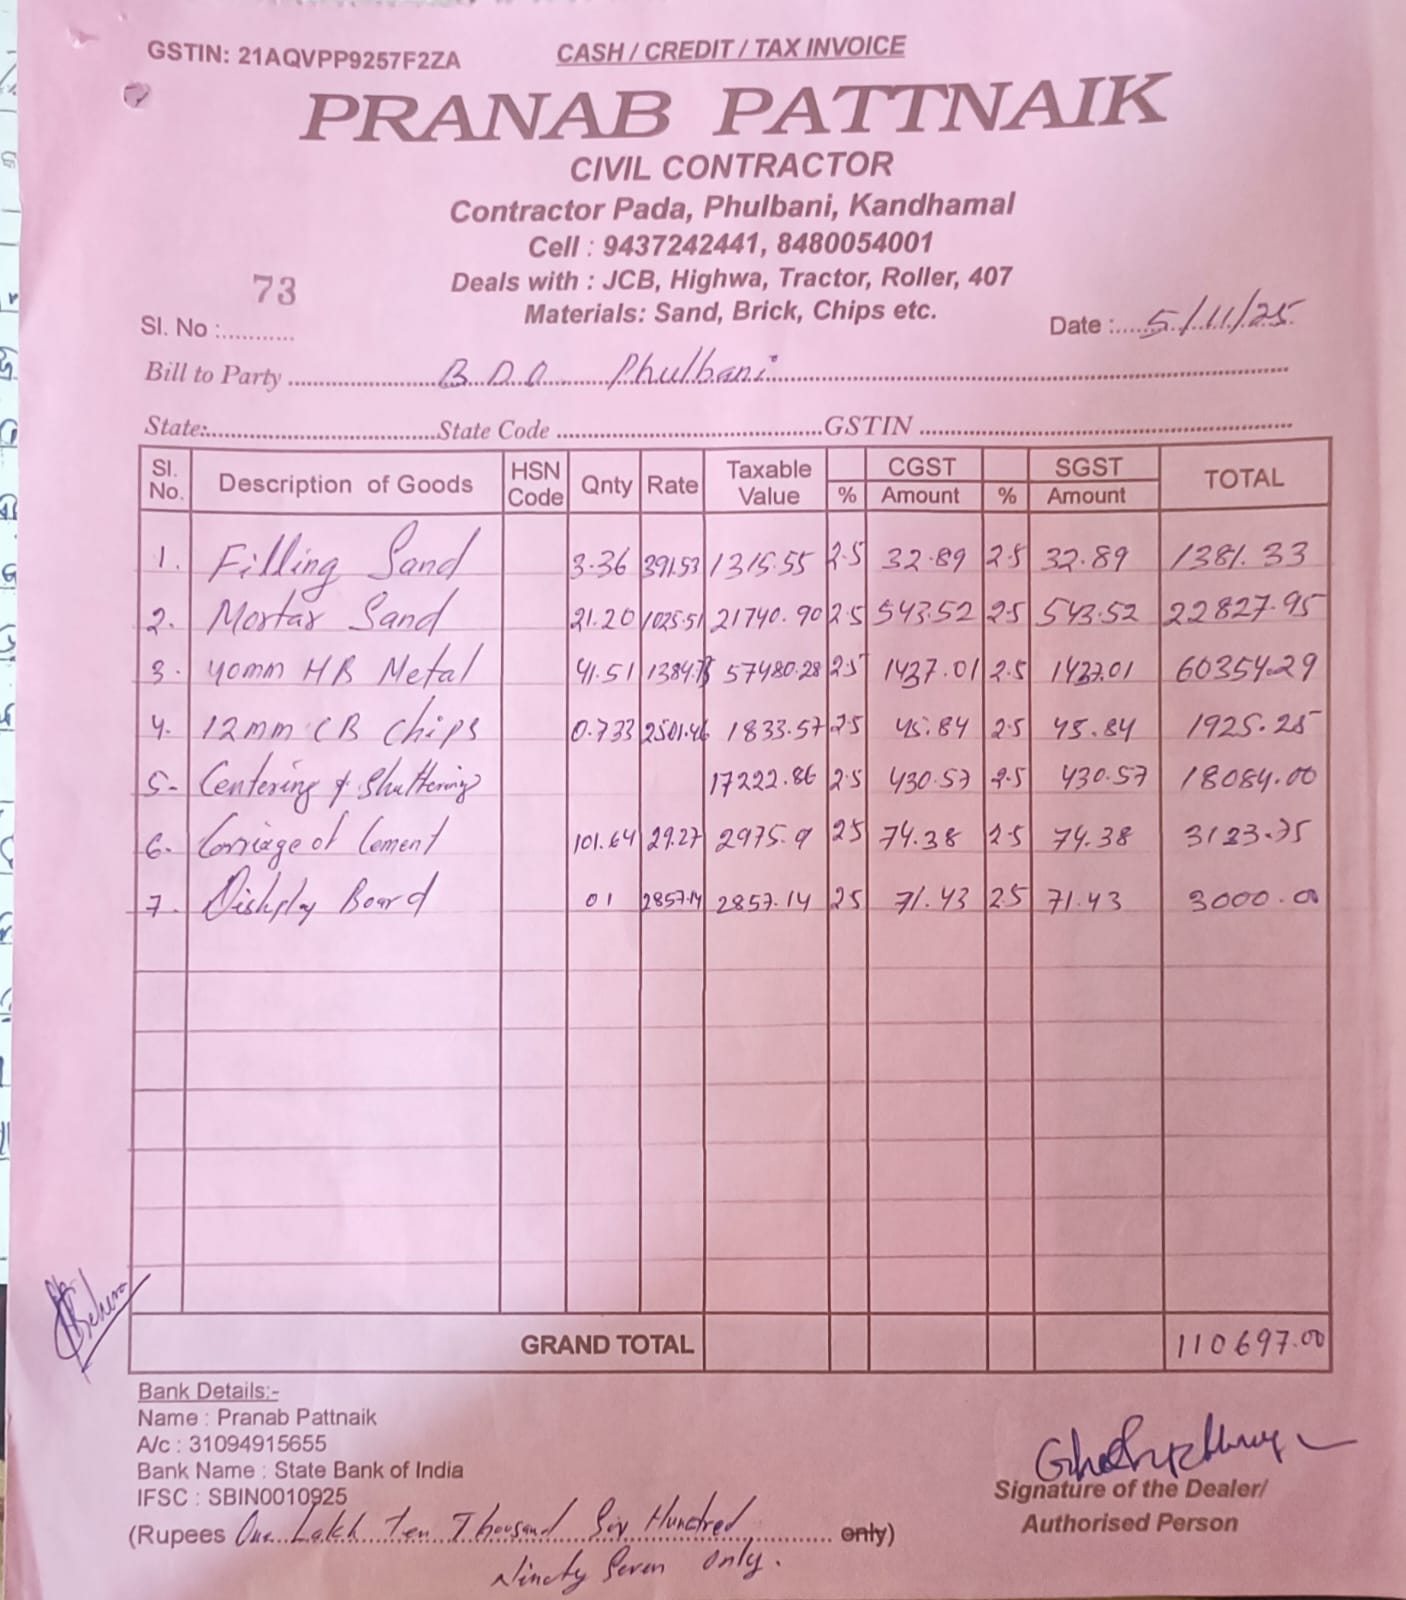 GSTIN: 21AQVPP9257F2ZA CASH / CREDIT / TAX INVOICE
PRANAB PATTNAIK
CIVIL CONTRACTOR
Contractor Pada, Phulbani, Kandhamal
Cell : 9437242441, 8480054001
Deals with : JCB, Highwa, Tractor, Roller, 407
Materials: Sand, Brick, Chips etc.
73
Sl. No :............ Date :.....5/11/25
Bill to Party ......B D O Phulbani......
State:..............State Code ..............GSTIN ..............
Sl. No. Description of Goods HSN Code Qnty Rate Taxable Value % CGST Amount % SGST Amount TOTAL
1. Filling Sand 3.36 391.53 1315.55 2.5 32.89 2.5 32.89 1381.33
2. Mortar Sand 21.20 1025.51 21740.90 2.5 543.52 2.5 543.52 22827.95
3. 40mm HB Metal 41.51 1384.73 57480.28 2.5 1437.01 2.5 1437.01 60354.29
4. 12mm CB Chips 0.733 2501.46 1833.57 2.5 45.84 2.5 45.84 1925.25
5- Centering & Shuttering 17222.86 2.5 430.57 2.5 430.57 18084.00
6. Carriage of Cement 101.64 29.27 2975.9 2.5 74.38 2.5 74.38 3123.75
7. Dishplay Board 01 2857.14 2857.14 2.5 71.43 2.5 71.43 3000.00
GRAND TOTAL 110697.00
Bank Details:-
Name : Pranab Pattnaik
A/c : 31094915655
Bank Name : State Bank of India
IFSC : SBIN0010925
Signature of the Dealer/
Authorised Person
(Rupees One Lakh Ten Thousand Six Hundred only)
Ninety Seven Only.